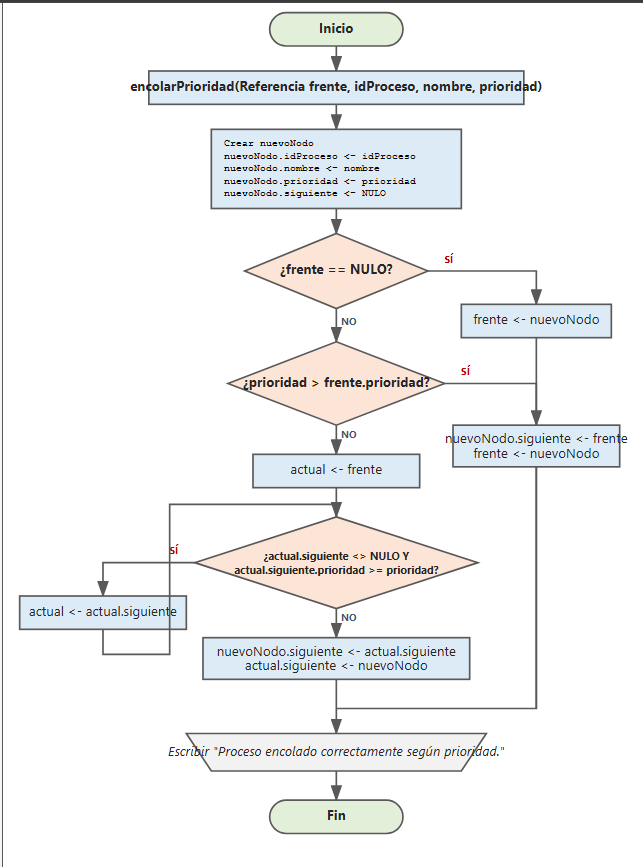 Inicio
encolarPrioridad(Referencia frente, idProceso, nombre, prioridad)
Crear nuevoNodo
nuevoNodo.idProceso <- idProceso
nuevoNodo.nombre <- nombre
nuevoNodo.prioridad <- prioridad
nuevoNodo.siguiente <- NULO
¿frente == NULO?
SÍ
frente <- nuevoNodo
NO
¿prioridad > frente.prioridad?
SÍ
nuevoNodo.siguiente <- frente
frente <- nuevoNodo
NO
actual <- frente
¿actual.siguiente <> NULO Y
actual.siguiente.prioridad >= prioridad?
SÍ
actual <- actual.siguiente
NO
nuevoNodo.siguiente <- actual.siguiente
actual.siguiente <- nuevoNodo
Escribir "Proceso encolado correctamente según prioridad."
Fin